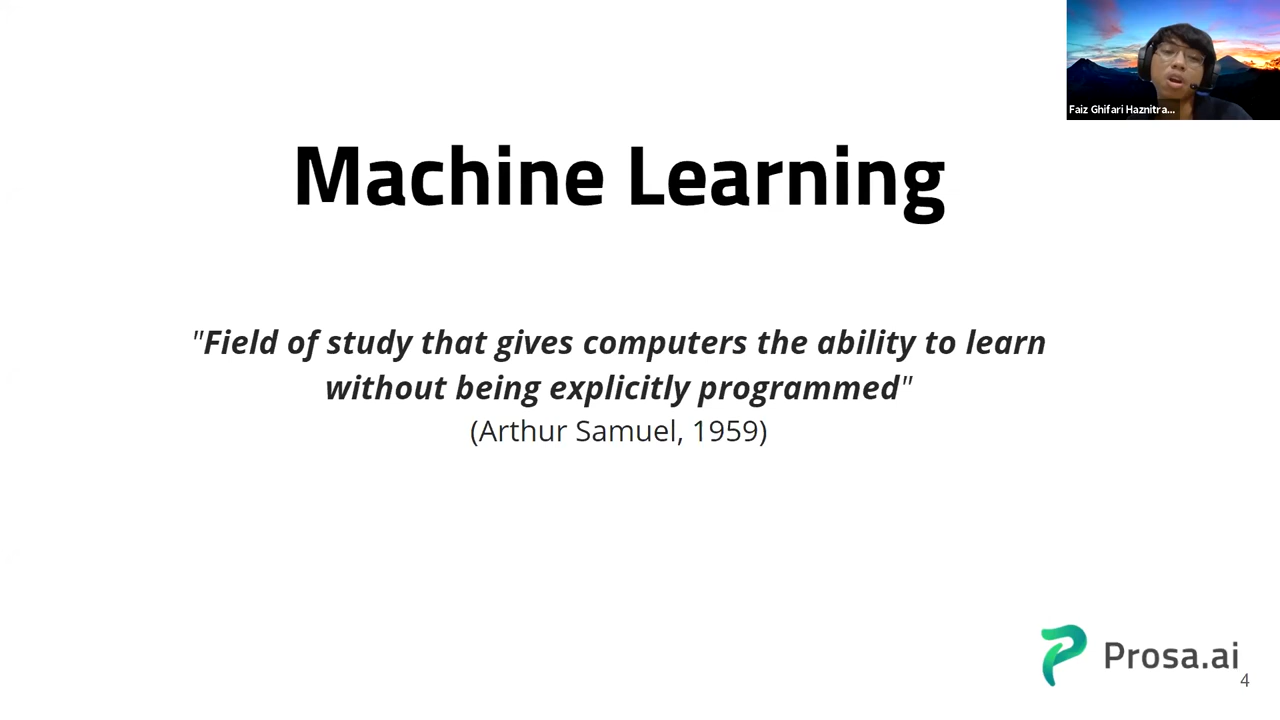 Faiz Ghifari Haznitra...
Machine Learning
"Field of study that gives computers the ability to learn
without being explicitly programmed"
(Arthur Samuel, 1959)
Prosa.ai
4